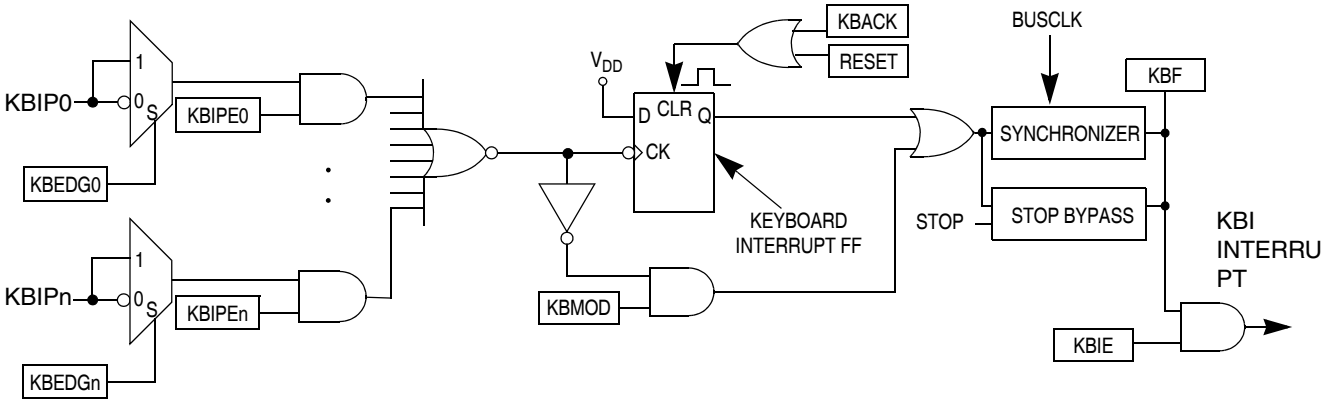 KBACK
RESET
BUSCLK
VDD
KBF
1
KBIP0
0
S
KBIPE0
D
CLR
Q
CK
SYNCHRONIZER
KBEDG0
STOP BYPASS
STOP
KEYBOARD
INTERRUPT FF
KBI
INTERRU
PT
1
KBIPn
0
S
KBIPEn
KBMOD
KBIE
KBEDGn